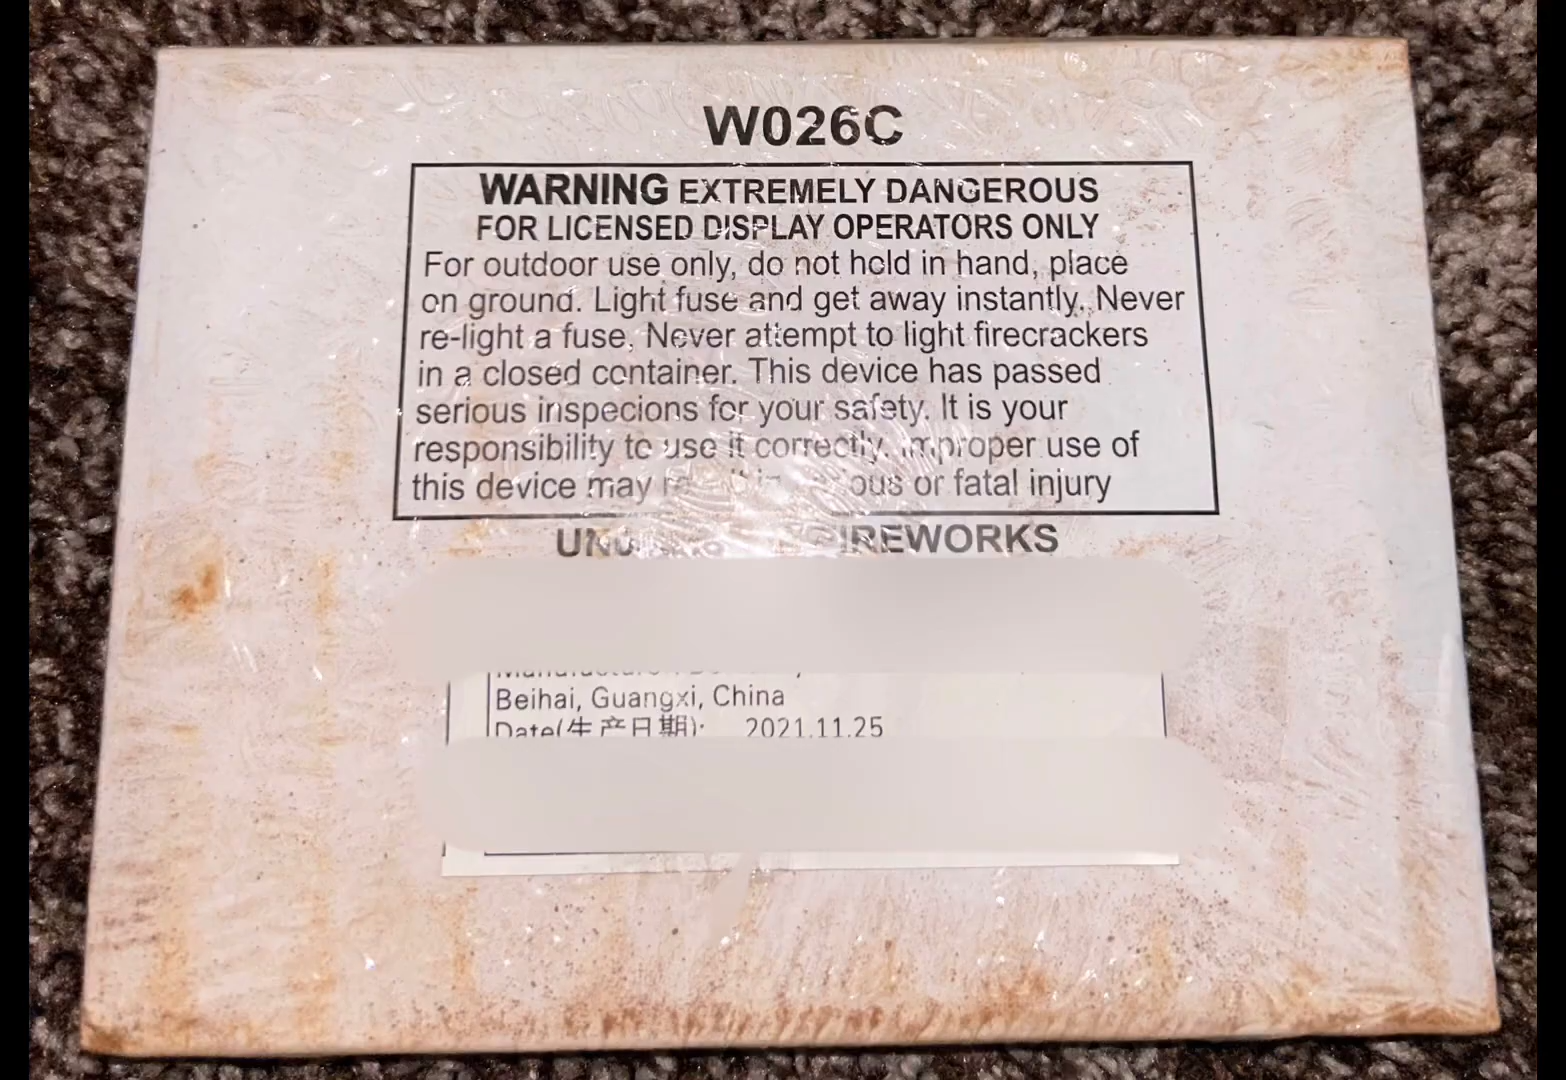 W026C
WARNING EXTREMELY DANGEROUS
FOR LICENSED DISPLAY OPERATORS ONLY
For outdoor use only, do not hold in hand, place
on ground. Light fuse and get away instantly. Never
re-light a fuse. Never attempt to light firecrackers
in a closed container. This device has passed
serious inspecions for your safety. It is your
responsibility to use it correctly. improper use of
this device may or fatal injury
FIREWORKS
Beihai, Guangxi, China
Date(生产日期): 2021.11.25